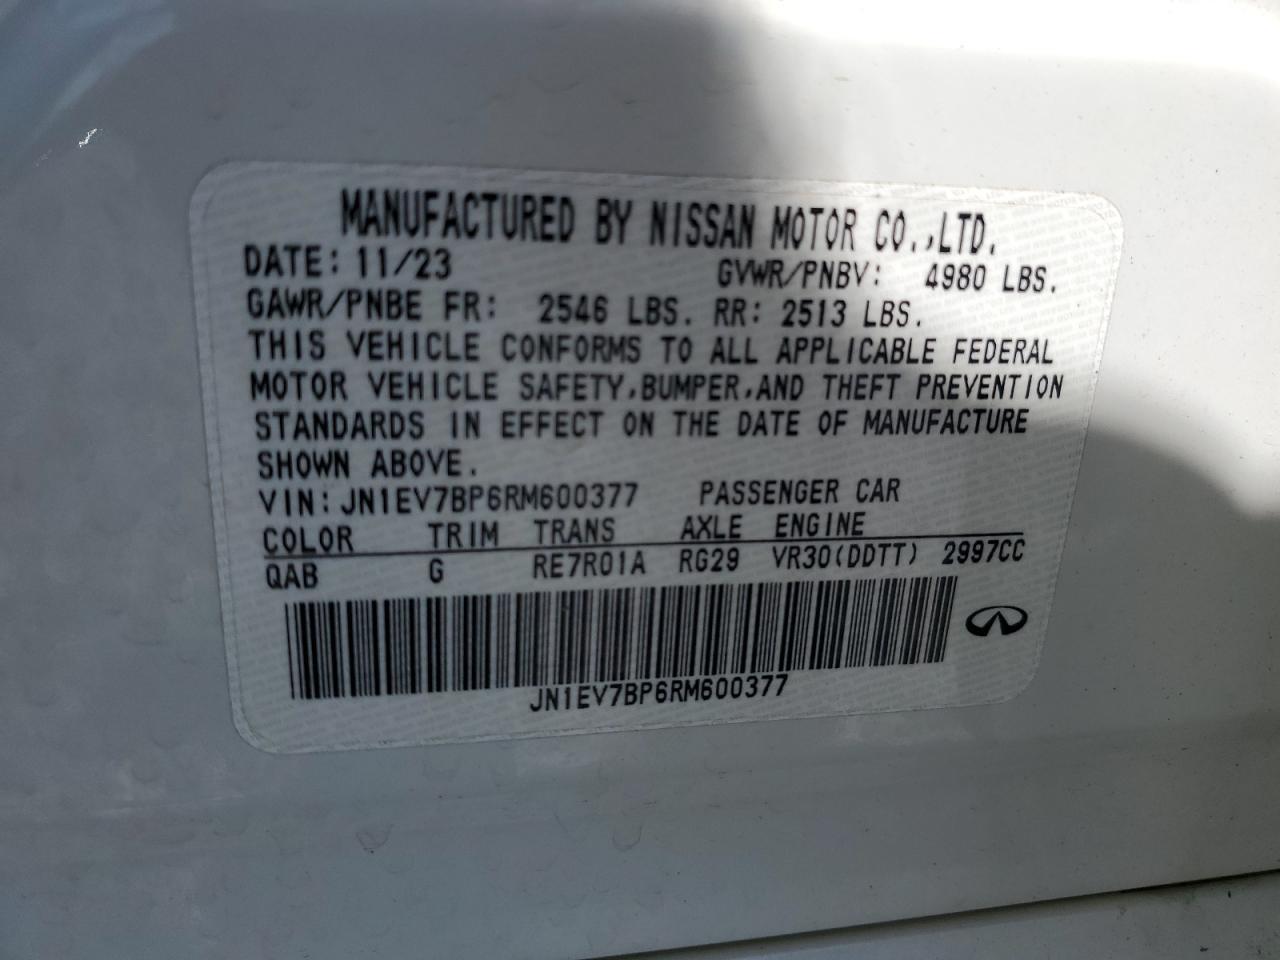 MANUFACTURED BY NISSAN MOTOR CO.,LTD.
DATE: 11/23 GVWR/PNBV: 4980 LBS.
GAWR/PNBE FR: 2546 LBS. RR: 2513 LBS.
THIS VEHICLE CONFORMS TO ALL APPLICABLE FEDERAL
MOTOR VEHICLE SAFETY,BUMPER,AND THEFT PREVENTION
STANDARDS IN EFFECT ON THE DATE OF MANUFACTURE
SHOWN ABOVE.
VIN: JN1EV7BP6RM600377 PASSENGER CAR
COLOR TRIM TRANS AXLE ENGINE
QAB G RE7R01A RG29 VR30(DDTT) 2997CC
JN1EV7BP6RM600377